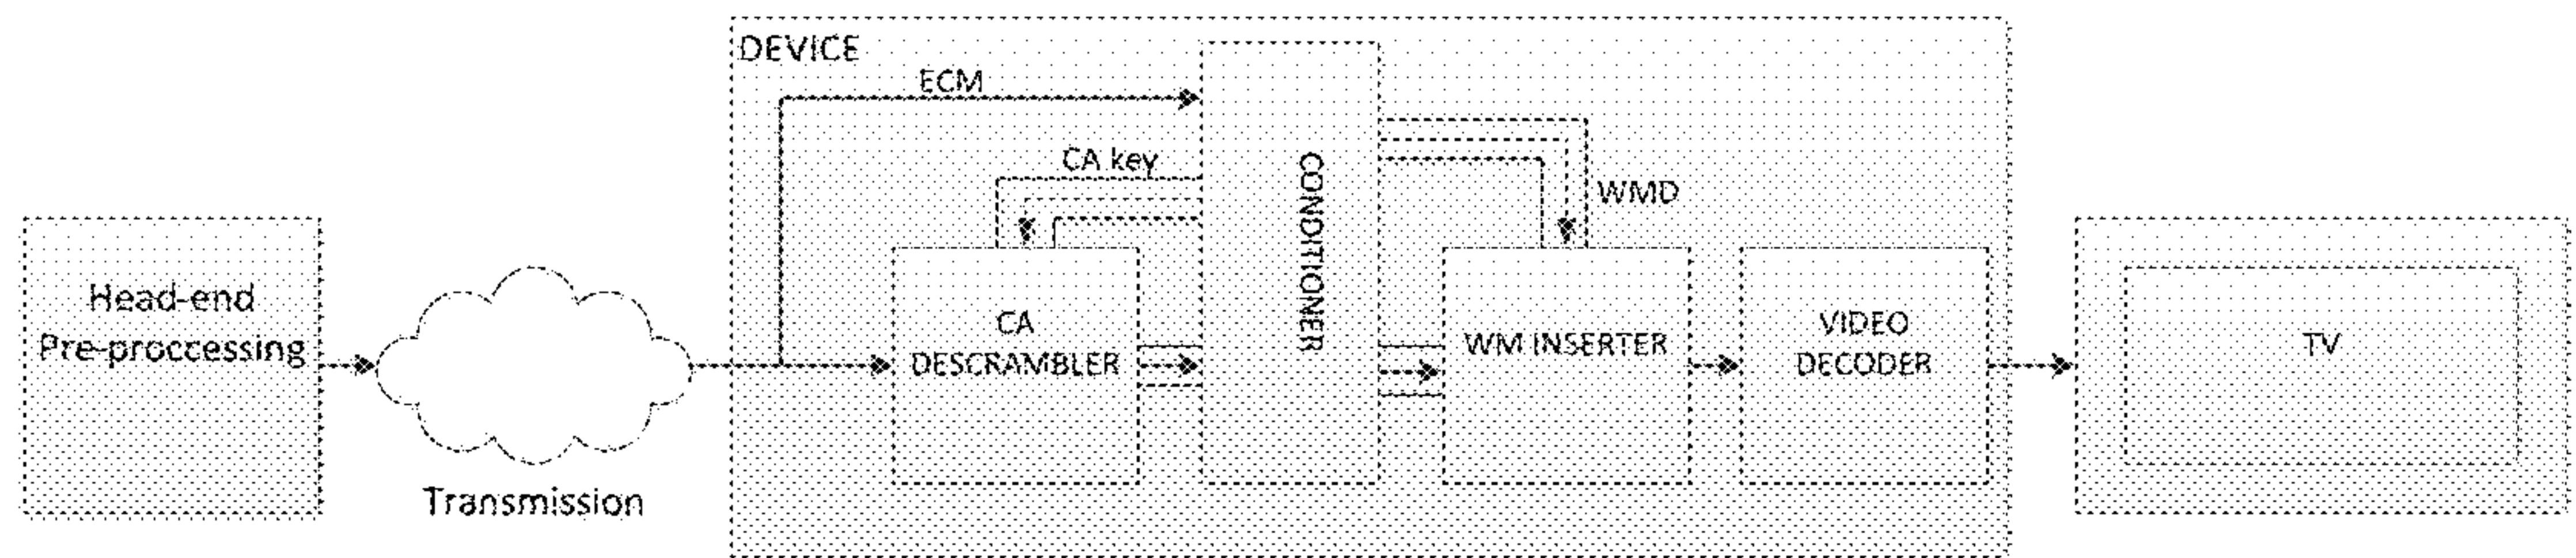 DEVICE
ECM
CA key
WMD
CONDITIONER
Head-end
Pre-proccessing
Transmission
CA
DESCRAMBLER
WM INSERTER
VIDEO
DECODER
TV